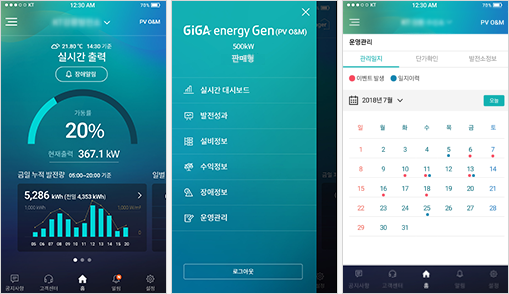 KT
12:30 AM
75%
PV O&M
21.80 ℃ 14:30 기준
실시간 출력
장애알림
가동률
20%
현재출력 367.1 kW
금일 누적 발전량 05:00~20:00 기준
일별
5,286 kWh (전일 4,353 kWh)
1,000 kWh
05 06 07 08 09 10 11 12 13 14 15 16 17 18 20
공지사항
고객센터
홈
알림
설정
GiGA energy Gen(PV O&M)
500kW
판매형
실시간 대시보드
발전성과
설비정보
수익정보
장애정보
운영관리
로그아웃
KT
12:30 AM
75%
PV O&M
운영관리
관리일지
단기확인
발전소정보
이벤트 발생
일지이력
2018년 7월
오늘
일 월 화 수 목 금 토
1 2 3 4 5 6 7
8 9 10 11 12 13 14
15 16 17 18 19 20 21
22 23 24 25 26 27 28
29 30 31
공지사항
고객센터
홈
알림
설정